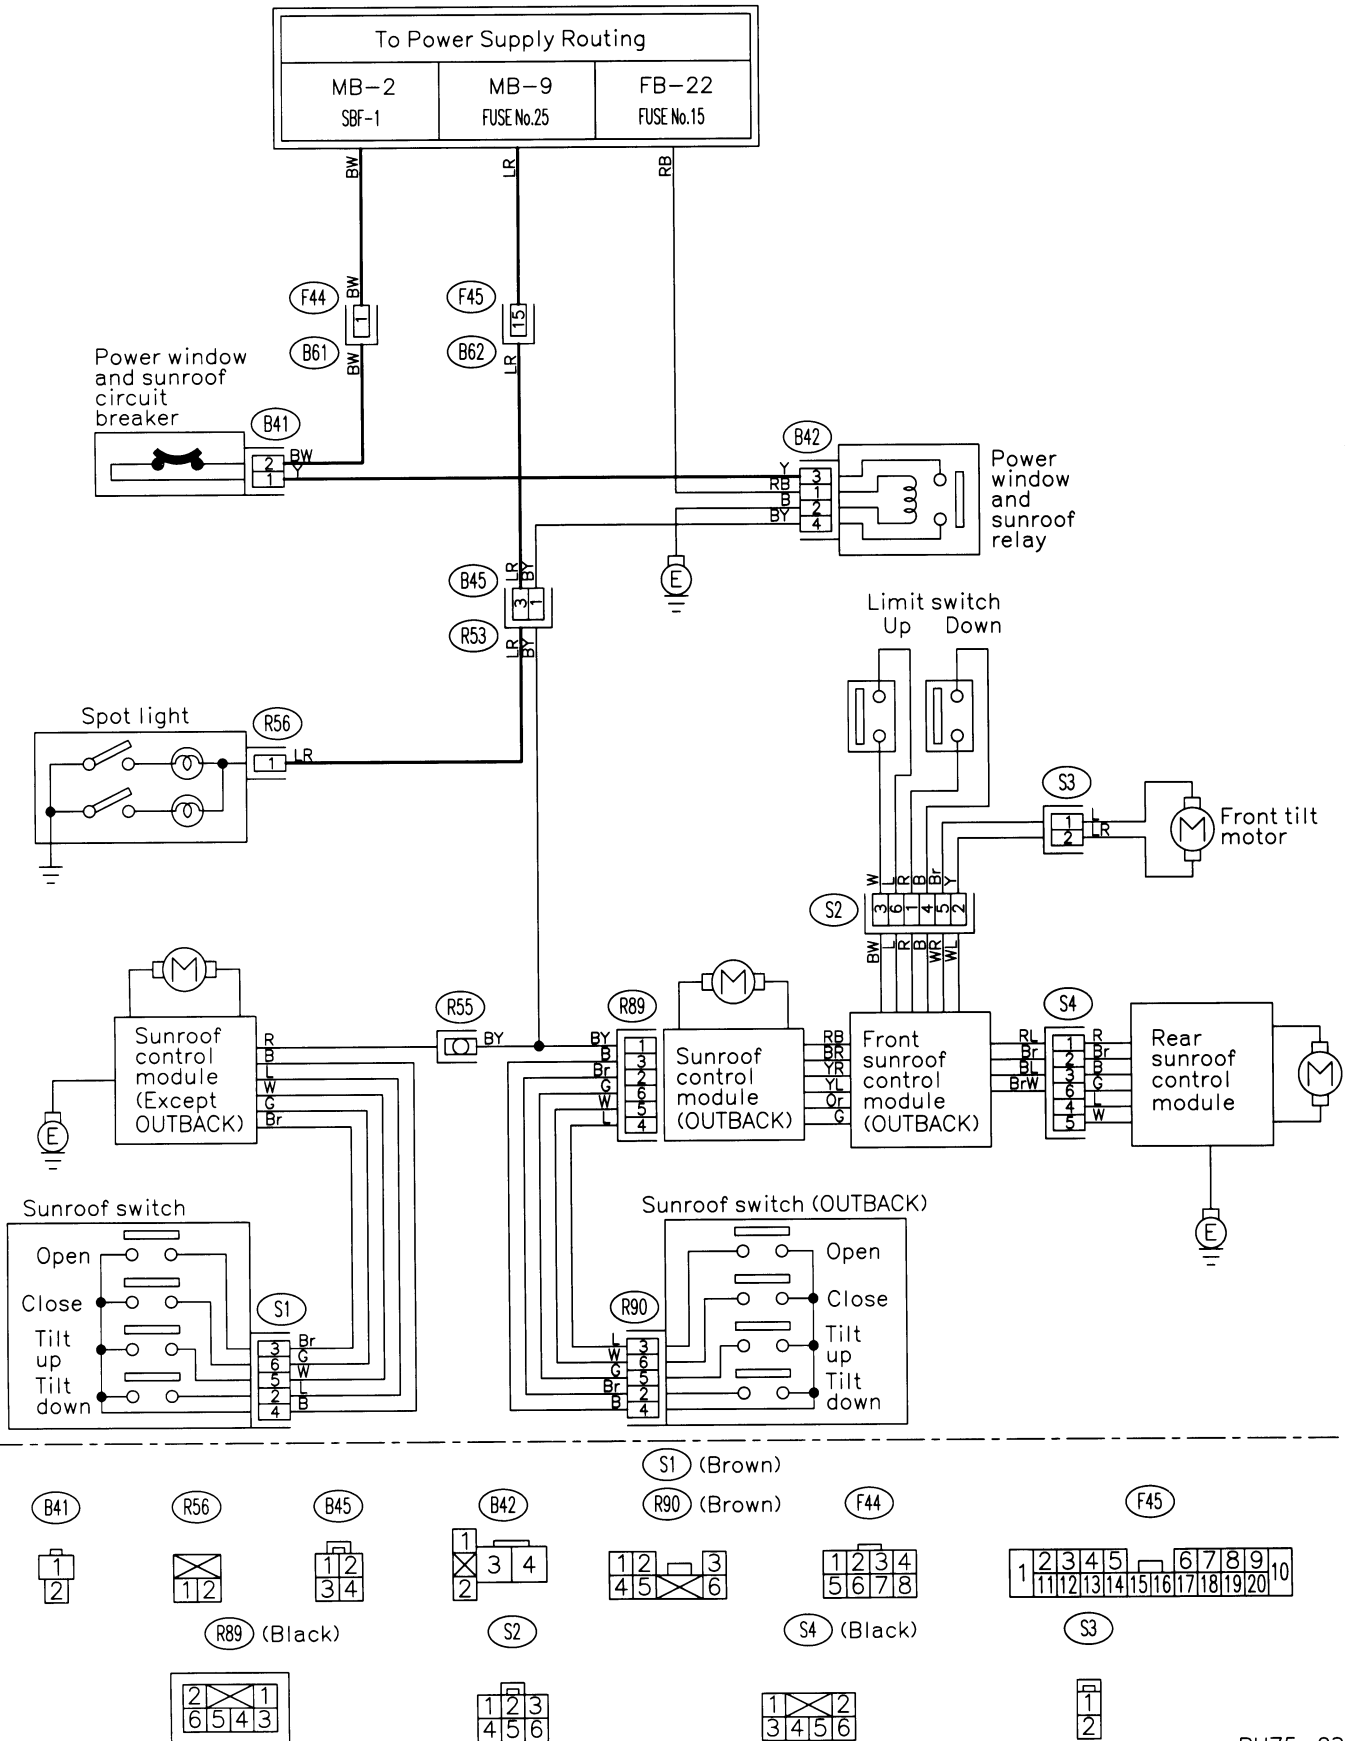 To Power Supply Routing
MB-2 MB-9 FB-22
SBF-1 FUSE No.25 FUSE No.15
BW LR RB
F44 BW F45
1 15
B61 BW B62 LR
Power window
and sunroof
circuit
breaker
B41
2 BW
1 Y
B42
Y 3
RB 1
B 2
BY 4
Power
window
and
sunroof
relay
E
B45 LR BY
3 1
R53 LR BY
Limit switch
Up Down
Spot light
R56
1 LR
S3
1 L
2 LR
M
Front tilt
motor
W L R B Br Y
S2 3 6 1 4 5 2
BW L R B WR WL
M
Sunroof
control
module
(Except
OUTBACK)
R
B
L
W
G
Br
E
R55 BY
R89
BY 1
B 3
Br 2
G 6
W 5
L 4
M
Sunroof
control
module
(OUTBACK)
RB
BR
YR
YL
Or
G
Front
sunroof
control
module
(OUTBACK)
S4
RL 1 R
Br 2 Br
BL 3 B
BrW 6 G
4 L
5 W
Rear
sunroof
control
module
M
E
Sunroof switch
Open
Close
Tilt
up
Tilt
down
S1
3 Br
6 G
5 W
2 L
4 B
Sunroof switch (OUTBACK)
R90
L 3
W 6
G 5
Br 2
B 4
Open
Close
Tilt
up
Tilt
down
S1 (Brown)
B41 R56 B45 B42 R90 (Brown) F44 F45
1
2
1 2
1 2
3 4
1
3 4
2
1 2 3
4 5 6
1 2 3 4
5 6 7 8
1 2 3 4 5 6 7 8 9 10
11 12 13 14 15 16 17 18 19 20
R89 (Black) S2 S4 (Black) S3
2 1
6 5 4 3
1 2 3
4 5 6
1 2
3 4 5 6
1
2